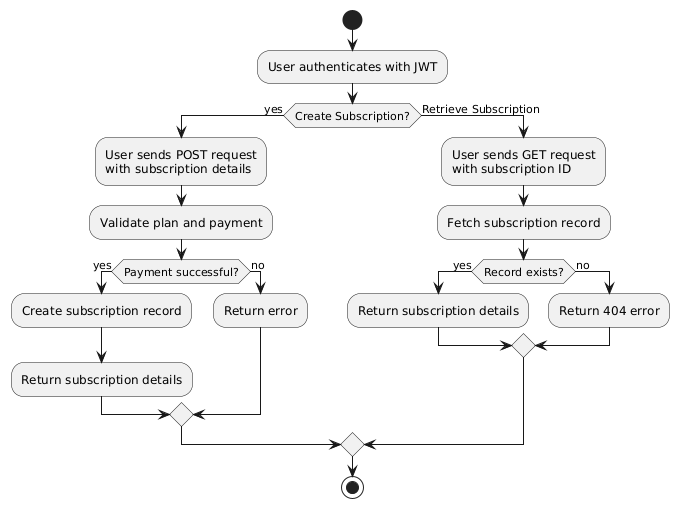 User authenticates with JWT
Create Subscription?
yes
Retrieve Subscription
User sends POST request
with subscription details
User sends GET request
with subscription ID
Validate plan and payment
Fetch subscription record
yes
Payment successful?
no
yes
Record exists?
no
Create subscription record
Return error
Return subscription details
Return 404 error
Return subscription details